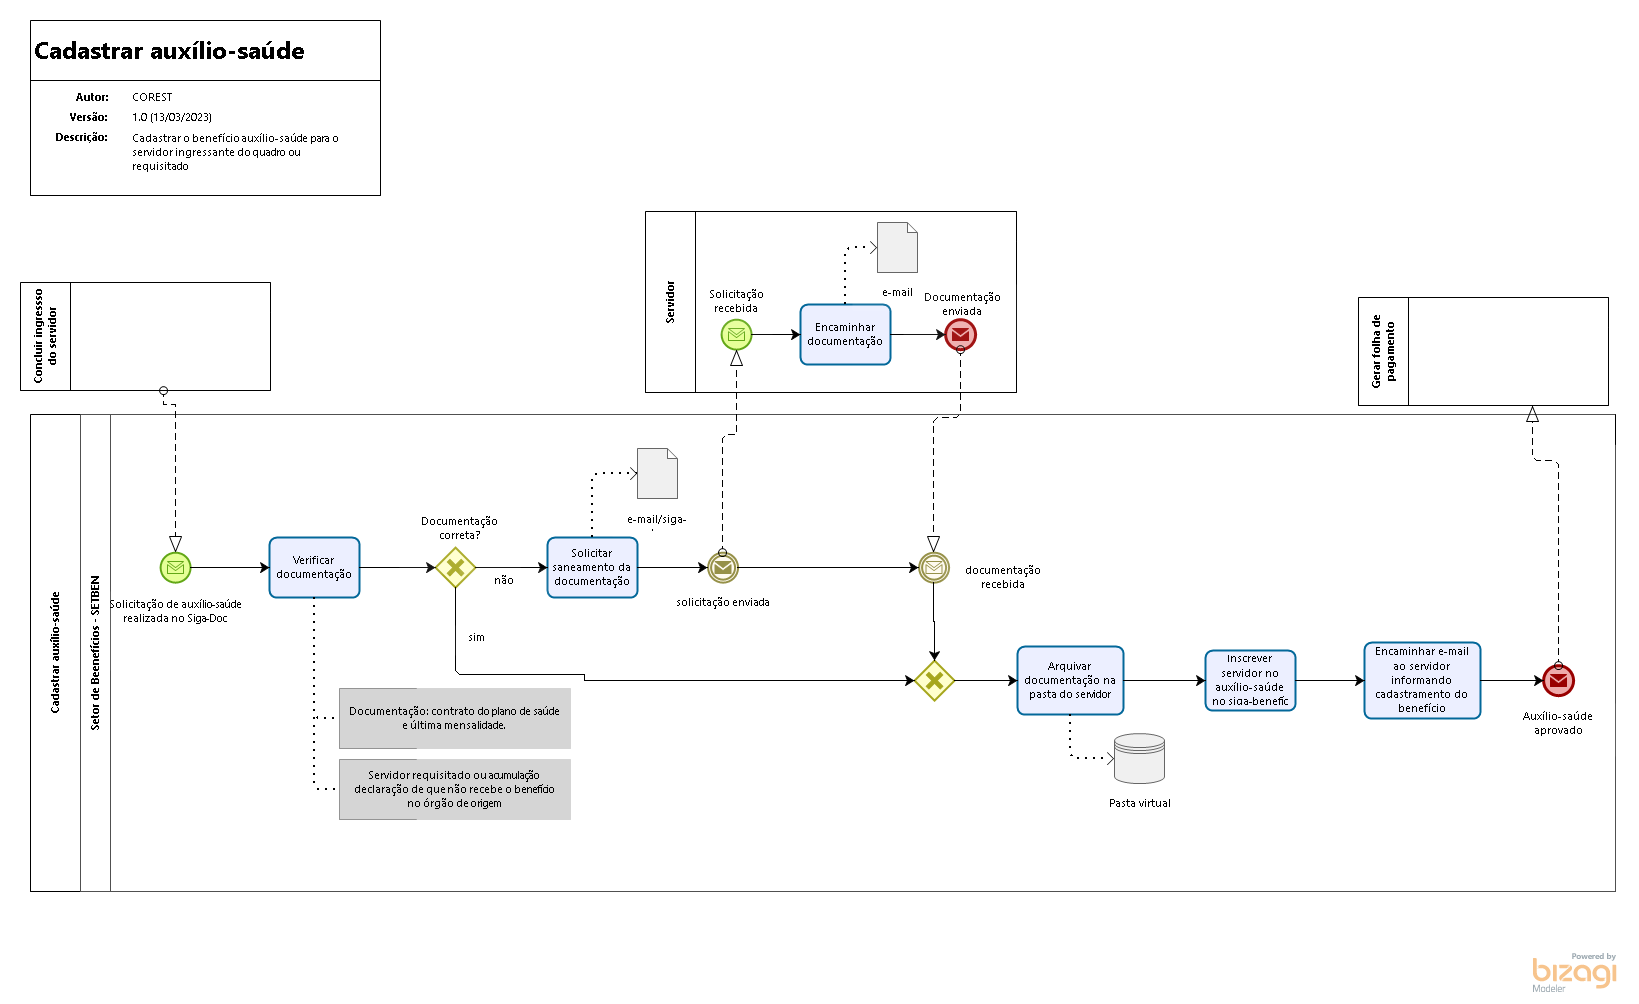 Cadastrar auxílio-saúde
Autor: COREST
Versão: 1.0 (13/03/2023)
Descrição: Cadastrar o benefício auxílio-saúde para o
servidor ingressante do quadro ou
requisitado
Servidor
Solicitação
recebida
Encaminhar
documentação
e-mail
Documentação
enviada
Concluir ingressso
do servidor
Gerar folha de
pagamento
Cadastrar auxílio-saúde
Setor de Beenefícios - SETBEN
Solicitação de auxílio-saúde
realizada no Siga-Doc
Verificar
documentação
Documentação
correta?
não
sim
Solicitar
saneamento da
documentação
e-mail/siga-
solicitação enviada
documentação
recebida
Documentação: contrato do plano de saúde
e última mensalidade.
Servidor requisitado ou acumulação
declaração de que não recebe o benefício
no órgão de origem
Arquivar
documentação na
pasta do servidor
Pasta virtual
Inscrever
servidor no
auxílio-saúde
no siga-benefic
Encaminhar e-mail
ao servidor
informando
cadastramento do
benefício
Auxílio-saúde
aprovado
Powered by
bizagi
Modeler